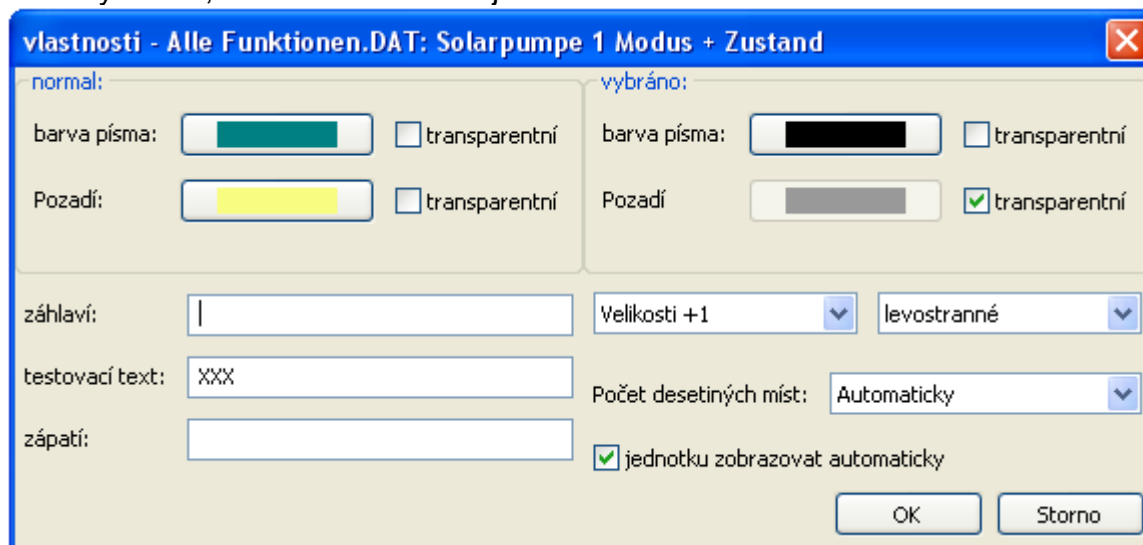 vlastnosti - Alle Funktionen.DAT: Solarpumpe 1 Modus + Zustand
normal:
barva písma:
transparentní
Pozadí:
transparentní
vybráno:
barva písma:
transparentní
Pozadí
transparentní
záhlaví:
Velikosti +1
levostranné
testovací text:
XXX
Počet desetiných míst:
Automaticky
zápatí:
jednotku zobrazovat automaticky
OK
Storno